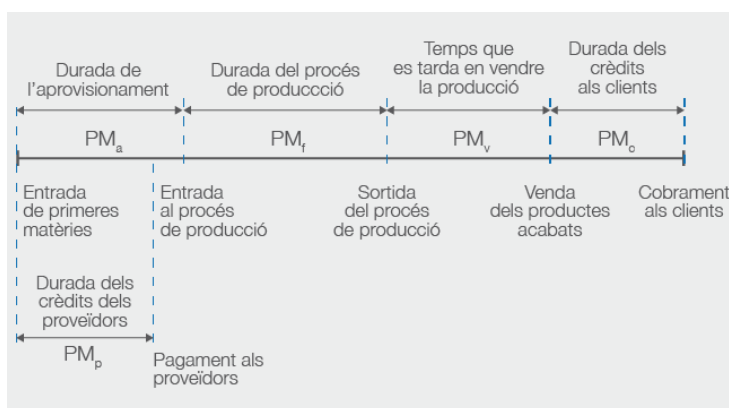 Durada de
l'aprovisionament
Durada del procés
de produccció
Temps que
es tarda en vendre
la producció
Durada dels
crèdits
als clients
PMa
PMf
PMv
PMc
Entrada
de primeres
matèries
Entrada
al procés
de producció
Sortida
del procés
de producció
Venda
dels productes
acabats
Cobrament
als clients
Durada dels
crèdits dels
proveïdors
PMp
Pagament als
proveïdors